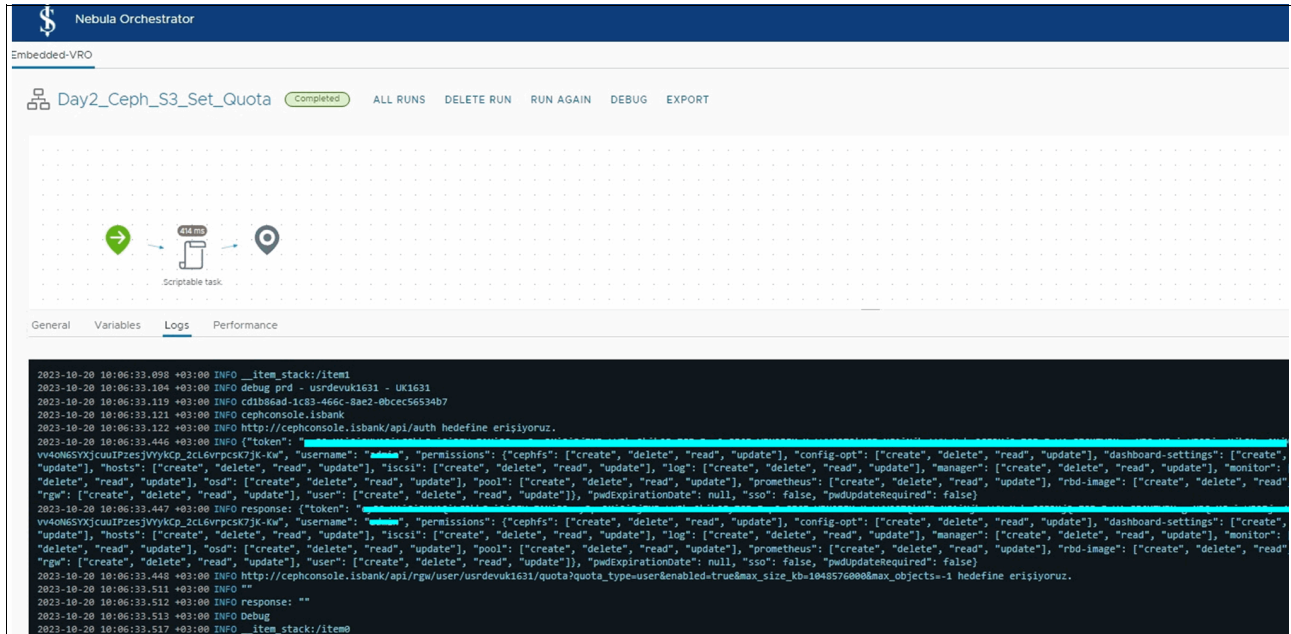 Nebula Orchestrator
Embedded-VRO
Day2_Ceph_S3_Set_Quota Completed ALL RUNS DELETE RUN RUN AGAIN DEBUG EXPORT
414 ms
Scriptable task
General Variables Logs Performance
2023-10-20 10:06:33.098 +03:00 INFO __item_stack:/item1
2023-10-20 10:06:33.104 +03:00 INFO debug prd - usrdevuk1631 - UK1631
2023-10-20 10:06:33.119 +03:00 INFO cd1b86ad-1c83-466c-8ae2-0bcec56534b7
2023-10-20 10:06:33.121 +03:00 INFO cephconsole.isbank
2023-10-20 10:06:33.122 +03:00 INFO http://cephconsole.isbank/api/auth hedefine erişiyoruz.
2023-10-20 10:06:33.446 +03:00 INFO {"token": "
vv4oN6SYXjcuuIPzesjVYykCp_2cL6vrpcsK7jK-Kw", "username": "", "permissions": {"cephfs": ["create", "delete", "read", "update"], "config-opt": ["create", "delete", "read", "update"], "dashboard-settings": ["create",
"update"], "hosts": ["create", "delete", "read", "update"], "iscsi": ["create", "delete", "read", "update"], "log": ["create", "delete", "read", "update"], "manager": ["create", "delete", "read", "update"], "monitor": [
"delete", "read", "update"], "osd": ["create", "delete", "read", "update"], "pool": ["create", "delete", "read", "update"], "prometheus": ["create", "delete", "read", "update"], "rbd-image": ["create", "delete", "read"
"rgw": ["create", "delete", "read", "update"], "user": ["create", "delete", "read", "update"]}, "pwdExpirationDate": null, "sso": false, "pwdUpdateRequired": false}
2023-10-20 10:06:33.447 +03:00 INFO response: {"token": "
vv4oN6SYXjcuuIPzesjVYykCp_2cL6vrpcsK7jK-Kw", "username": "", "permissions": {"cephfs": ["create", "delete", "read", "update"], "config-opt": ["create", "delete", "read", "update"], "dashboard-settings": ["create",
"update"], "hosts": ["create", "delete", "read", "update"], "iscsi": ["create", "delete", "read", "update"], "log": ["create", "delete", "read", "update"], "manager": ["create", "delete", "read", "update"], "monitor": [
"delete", "read", "update"], "osd": ["create", "delete", "read", "update"], "pool": ["create", "delete", "read", "update"], "prometheus": ["create", "delete", "read", "update"], "rbd-image": ["create", "delete", "read"
"rgw": ["create", "delete", "read", "update"], "user": ["create", "delete", "read", "update"]}, "pwdExpirationDate": null, "sso": false, "pwdUpdateRequired": false}
2023-10-20 10:06:33.448 +03:00 INFO http://cephconsole.isbank/api/rgw/user/usrdevuk1631/quota?quota_type=user&enabled=true&max_size_kb=1048576000&max_objects=-1 hedefine erişiyoruz.
2023-10-20 10:06:33.511 +03:00 INFO ""
2023-10-20 10:06:33.512 +03:00 INFO response: ""
2023-10-20 10:06:33.513 +03:00 INFO Debug
2023-10-20 10:06:33.517 +03:00 INFO __item_stack:/item0